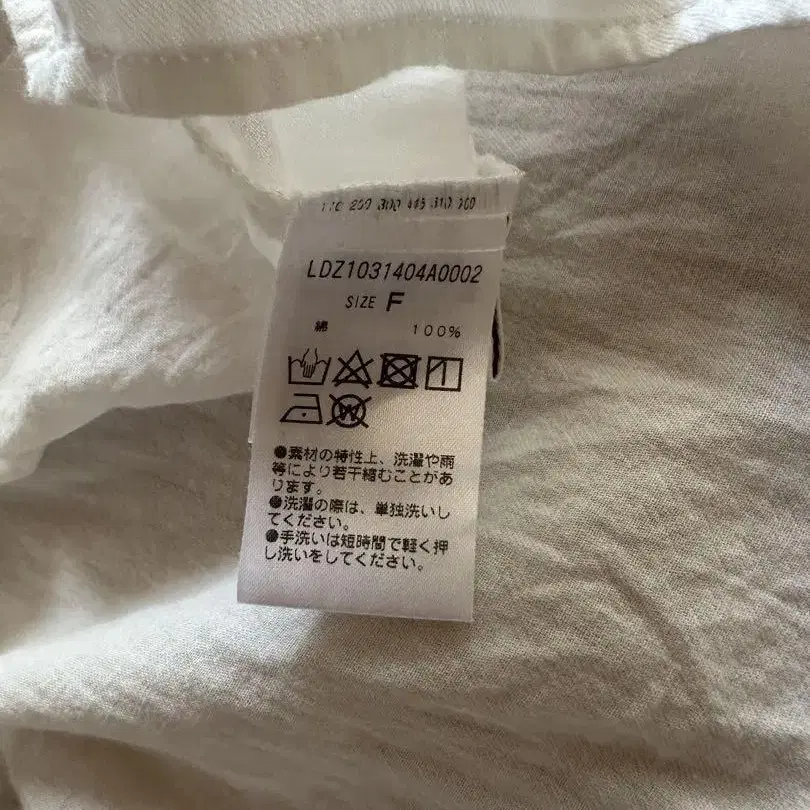 LDZ1031404A0002
SIZE F
綿 100%
●素材の特性上、洗濯や雨
等により若干縮むことがあ
ります。
●洗濯の際は、単独洗いし
てください。
●手洗いは短時間で軽く押
し洗いをしてください。